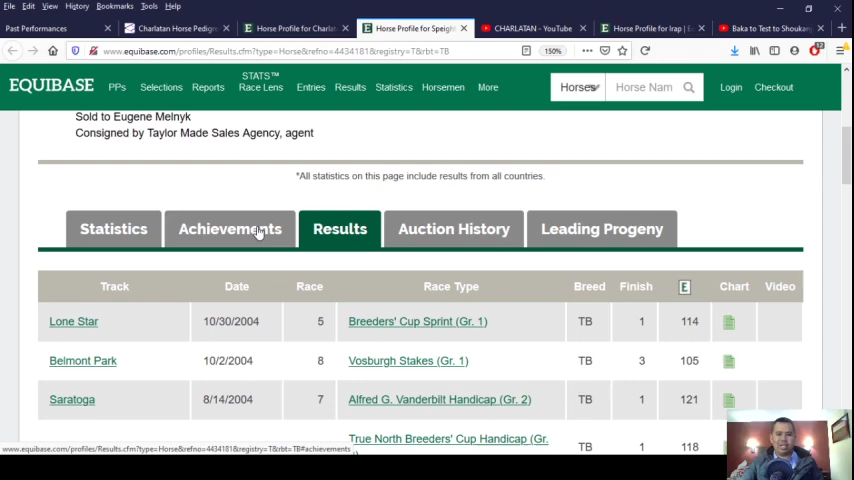 File Edit View History Bookmarks Tools Help
Past Performances
Charlatan Horse Pedigre
Horse Profile for Charlat
Horse Profile for Speight
CHARLATAN - YouTube
Horse Profile for Irap | E
Baka to Test to Shoukan
www.equibase.com/profiles/Results.cfm?type=Horse&refno=4434181&registry=T&rbt=TB
150%
EQUIBASE PPs Selections Reports STATS™ Race Lens Entries Results Statistics Horsemen More Horses Horse Nam Login Checkout
Sold to Eugene Melnyk
Consigned by Taylor Made Sales Agency, agent
*All statistics on this page include results from all countries.
Statistics Achievements Results Auction History Leading Progeny
Track Date Race Race Type Breed Finish E Chart Video
Lone Star 10/30/2004 5 Breeders' Cup Sprint (Gr. 1) TB 1 114
Belmont Park 10/2/2004 8 Vosburgh Stakes (Gr. 1) TB 3 105
Saratoga 8/14/2004 7 Alfred G. Vanderbilt Handicap (Gr. 2) TB 1 121
True North Breeders' Cup Handicap (Gr. TB 1 118
www.equibase.com/profiles/Results.cfm?type=Horse&refno=4434181&registry=T&rbt=TB#achievements